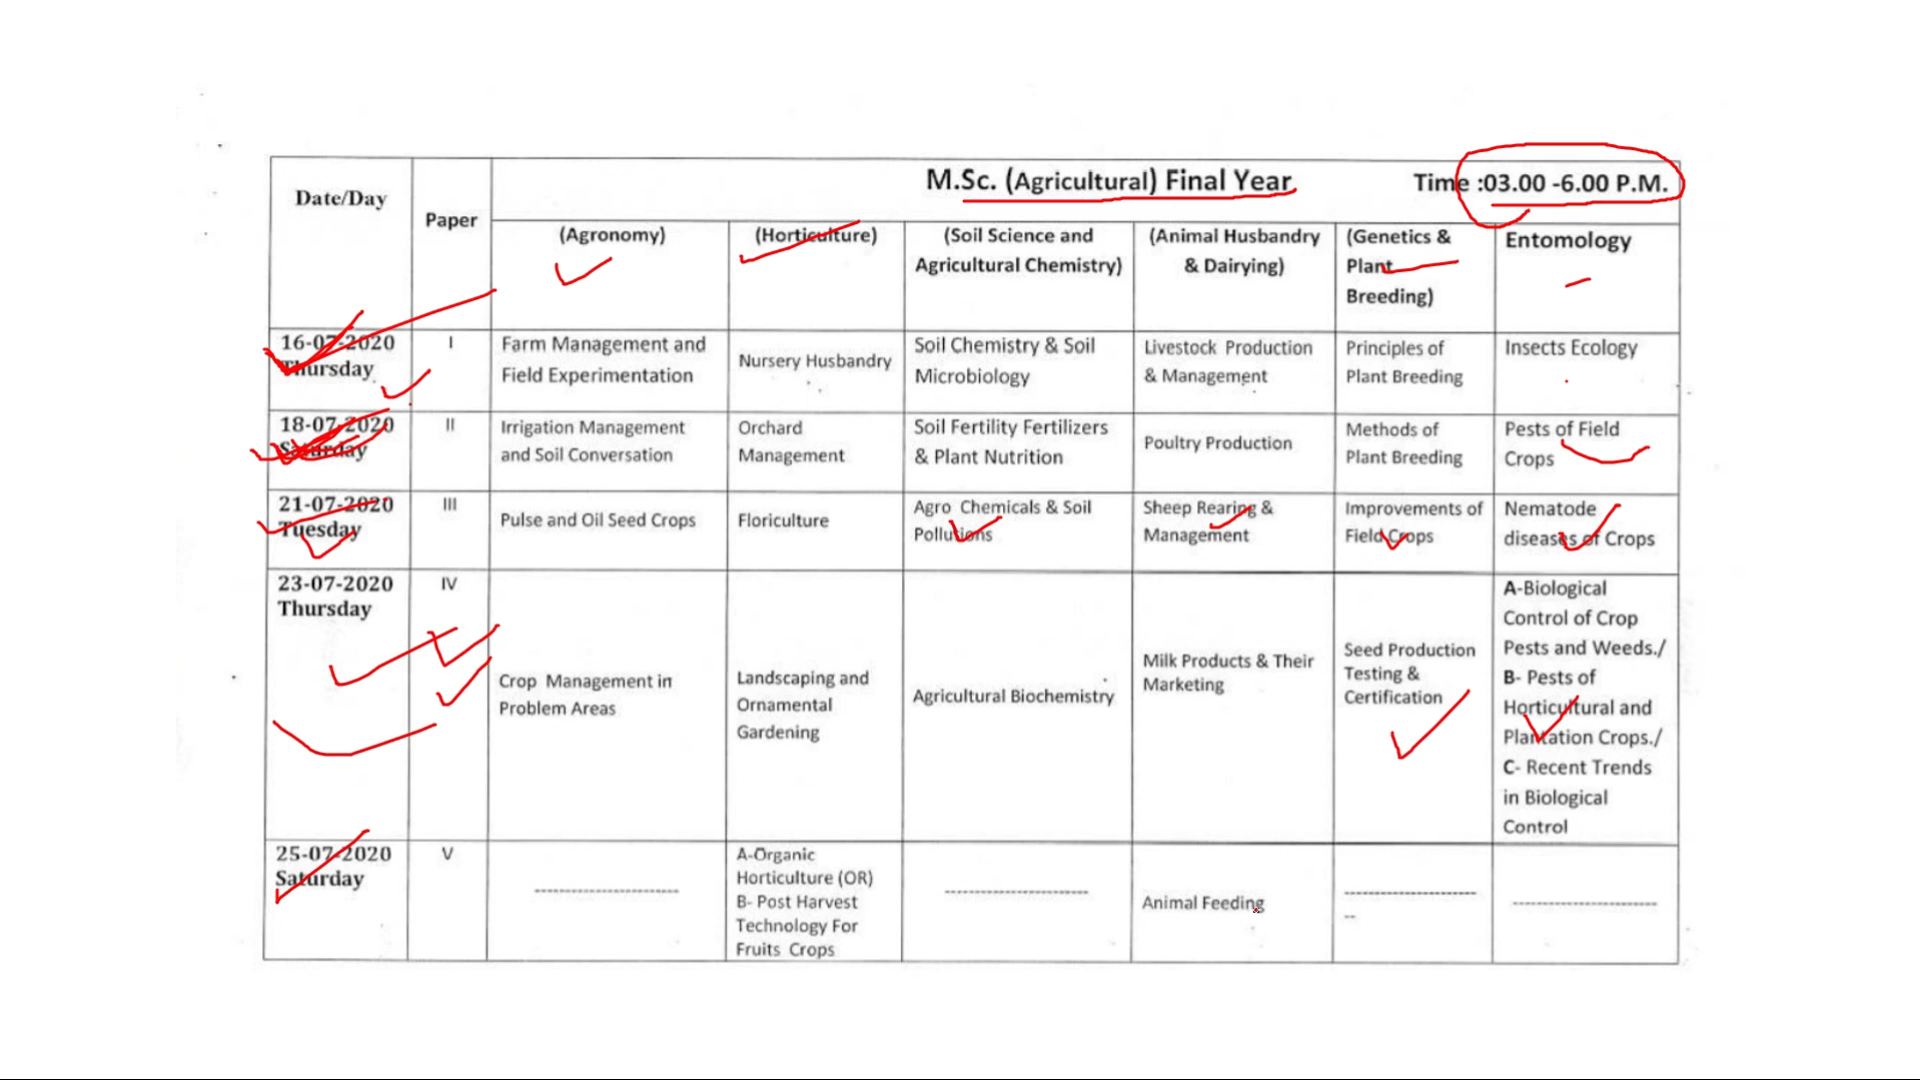 M.Sc. (Agricultural) Final Year
Time :03.00 -6.00 P.M.
Date/Day
Paper
(Agronomy)
(Horticulture)
(Soil Science and
Agricultural Chemistry)
(Animal Husbandry
& Dairying)
(Genetics &
Plant
Breeding)
Entomology
16-07-2020
Thursday
I
Farm Management and
Field Experimentation
Nursery Husbandry
Soil Chemistry & Soil
Microbiology
Livestock Production
& Management
Principles of
Plant Breeding
Insects Ecology
18-07-2020
Saturday
II
Irrigation Management
and Soil Conversation
Orchard
Management
Soil Fertility Fertilizers
& Plant Nutrition
Poultry Production
Methods of
Plant Breeding
Pests of Field
Crops
21-07-2020
Tuesday
III
Pulse and Oil Seed Crops
Floriculture
Agro Chemicals & Soil
Pollutions
Sheep Rearing &
Management
Improvements of
Field Crops
Nematode
diseases of Crops
23-07-2020
Thursday
IV
Crop Management in
Problem Areas
Landscaping and
Ornamental
Gardening
Agricultural Biochemistry
Milk Products & Their
Marketing
Seed Production
Testing &
Certification
A-Biological
Control of Crop
Pests and Weeds./
B- Pests of
Horticultural and
Plantation Crops./
C- Recent Trends
in Biological
Control
25-07-2020
Saturday
V
-----------------------
A-Organic
Horticulture (OR)
B- Post Harvest
Technology For
Fruits Crops
-----------------------
Animal Feeding
---------------------
--
-----------------------